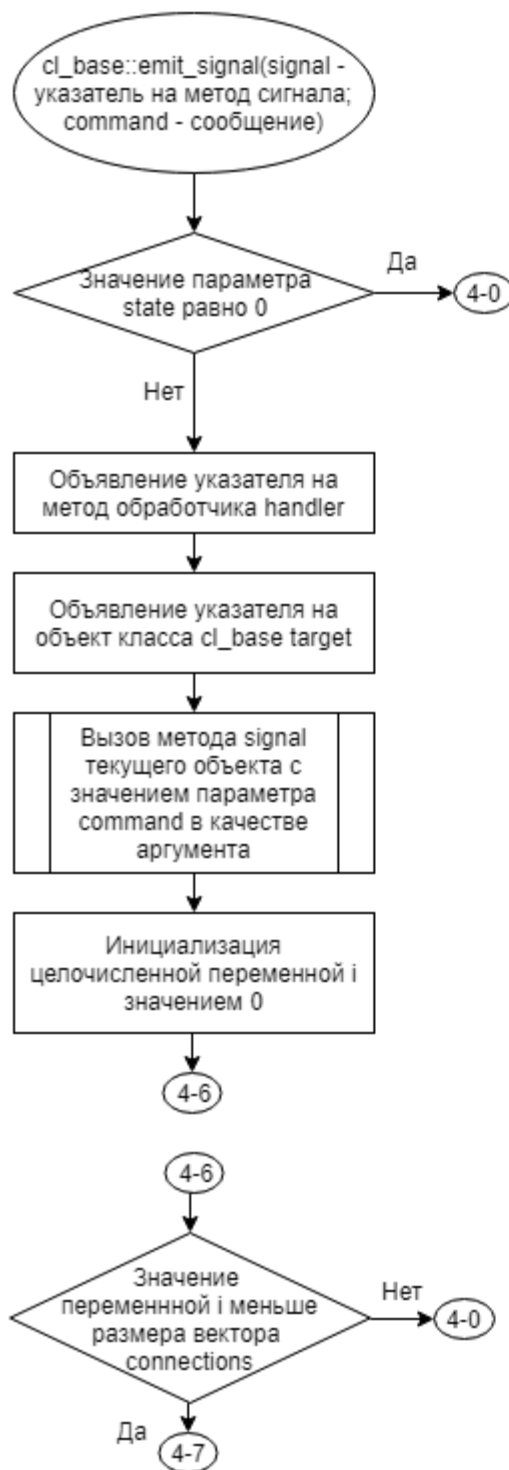 cl_base::emit_signal(signal -
указатель на метод сигнала;
command - сообщение)
Значение параметра
state равно 0
Да
4-0
Нет
Объявление указателя на
метод обработчика handler
Объявление указателя на
объект класса cl_base target
Вызов метода signal
текущего объекта с
значением параметра
command в качестве
аргумента
Инициализация
целочисленной переменной i
значением 0
4-6
4-6
Значение
переменнной i меньше
размера вектора
connections
Нет
4-0
Да
4-7